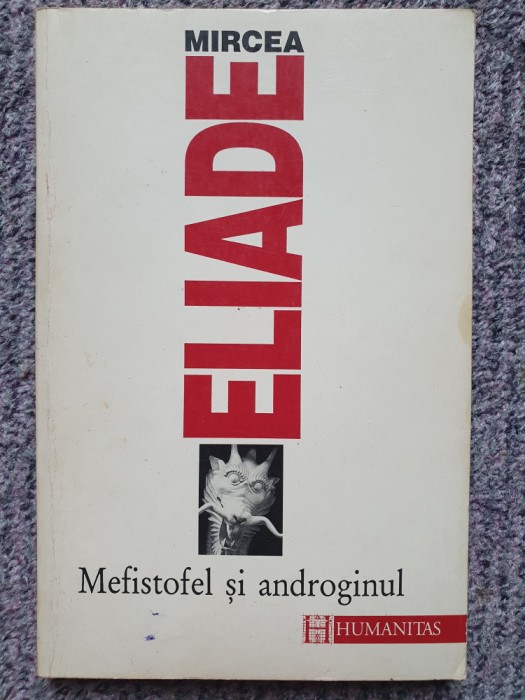 MIRCEA
ELIADE
Mefistofel și androginul
HUMANITAS